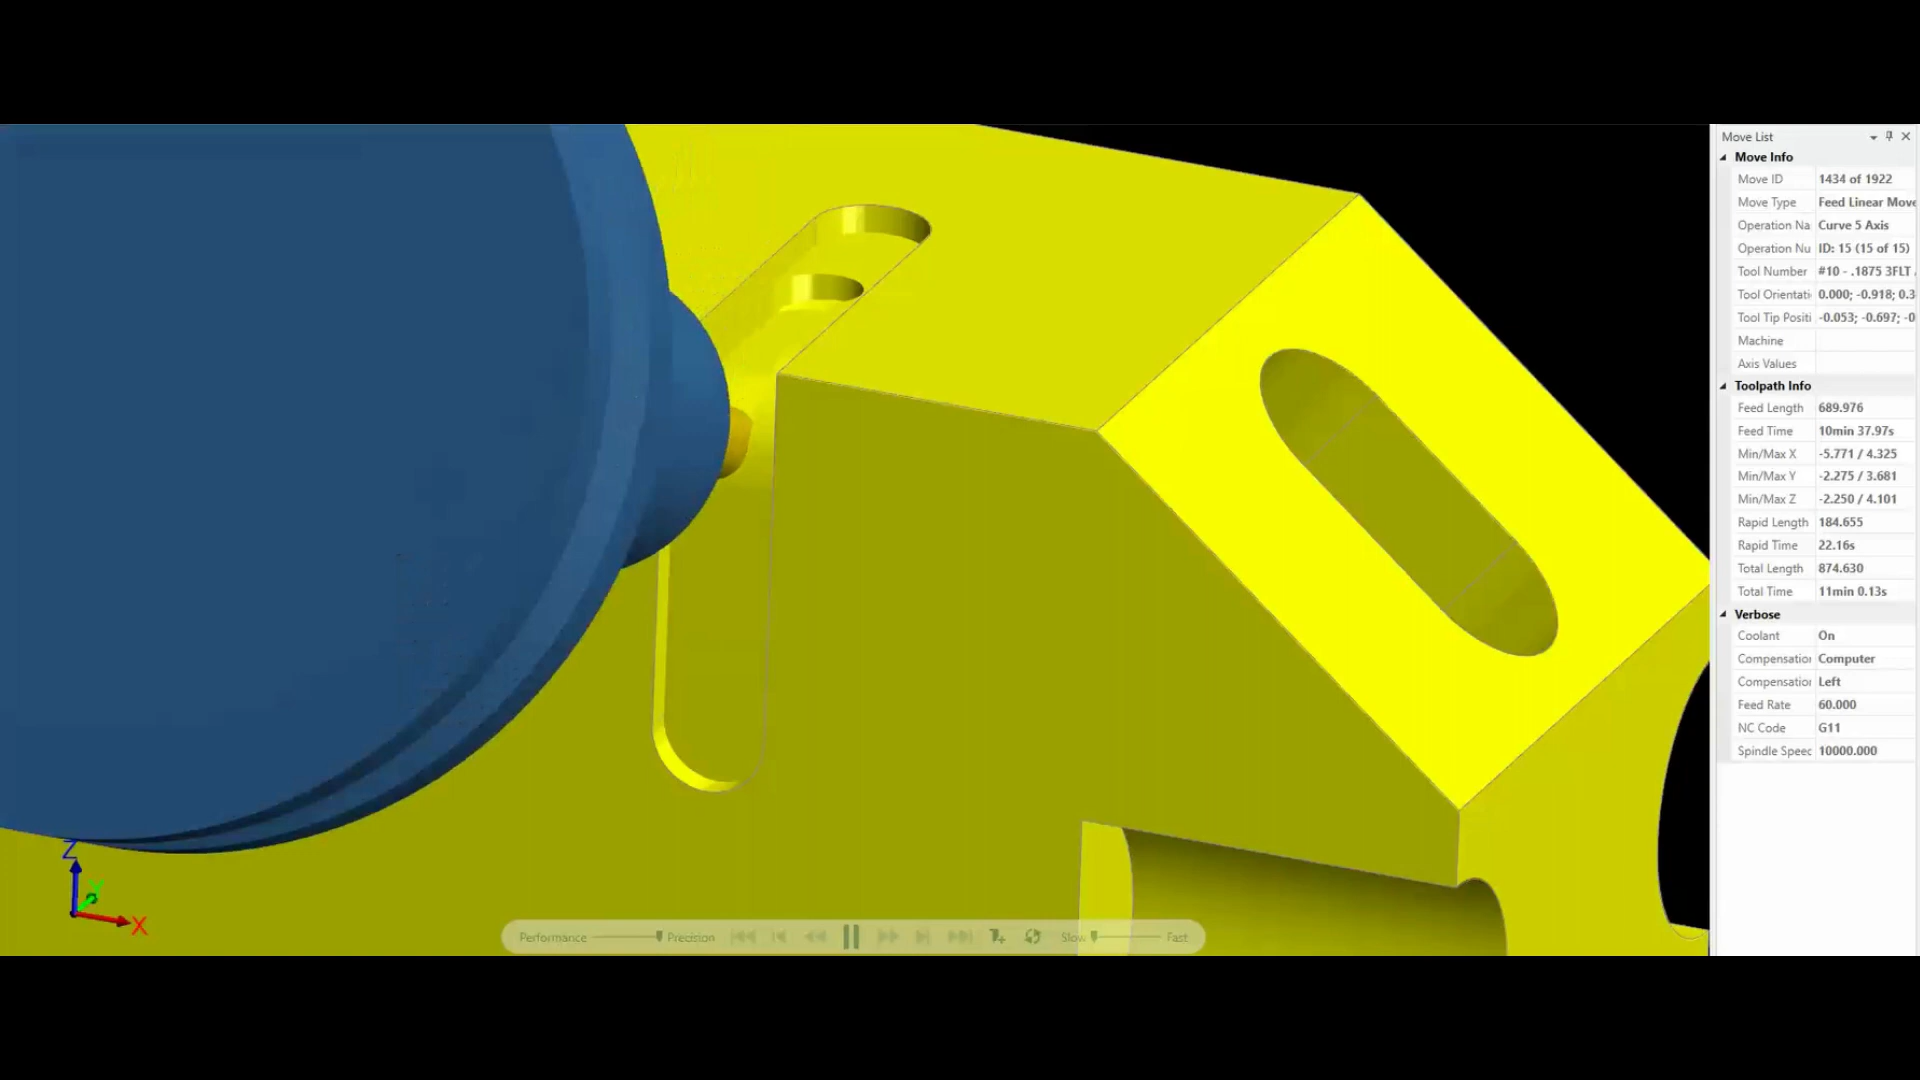 Move List
Move Info
Move ID 1434 of 1922
Move Type Feed Linear Move
Operation Na Curve 5 Axis
Operation Nu ID: 15 (15 of 15)
Tool Number #10 - .1875 3FLT
Tool Orientati 0.000; -0.918; 0.3
Tool Tip Positi -0.053; -0.697; -0
Machine
Axis Values
Toolpath Info
Feed Length 689.976
Feed Time 10min 37.97s
Min/Max X -5.771 / 4.325
Min/Max Y -2.275 / 3.681
Min/Max Z -2.250 / 4.101
Rapid Length 184.655
Rapid Time 22.16s
Total Length 874.630
Total Time 11min 0.13s
Verbose
Coolant On
Compensation Computer
Compensation Left
Feed Rate 60.000
NC Code G11
Spindle Speed 10000.000
Z
Y
X
Performance Precision Slow Fast